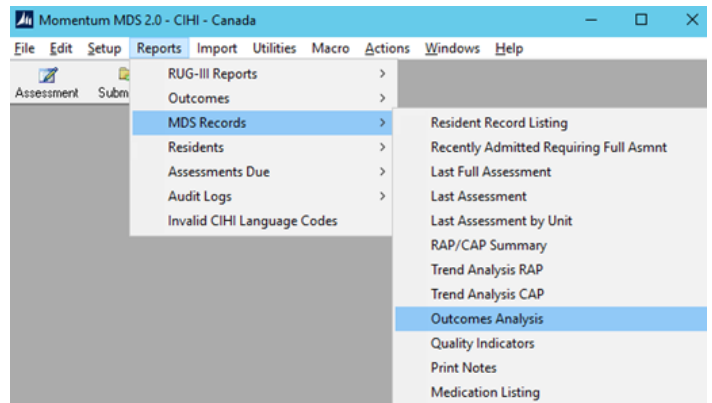 Momentum MDS 2.0 - CIHI - Canada
File Edit Setup Reports Import Utilities Macro Actions Windows Help
Assessment Subm
RUG-III Reports
Outcomes
MDS Records
Residents
Assessments Due
Audit Logs
Invalid CIHI Language Codes
Resident Record Listing
Recently Admitted Requiring Full Asmnt
Last Full Assessment
Last Assessment
Last Assessment by Unit
RAP/CAP Summary
Trend Analysis RAP
Trend Analysis CAP
Outcomes Analysis
Quality Indicators
Print Notes
Medication Listing